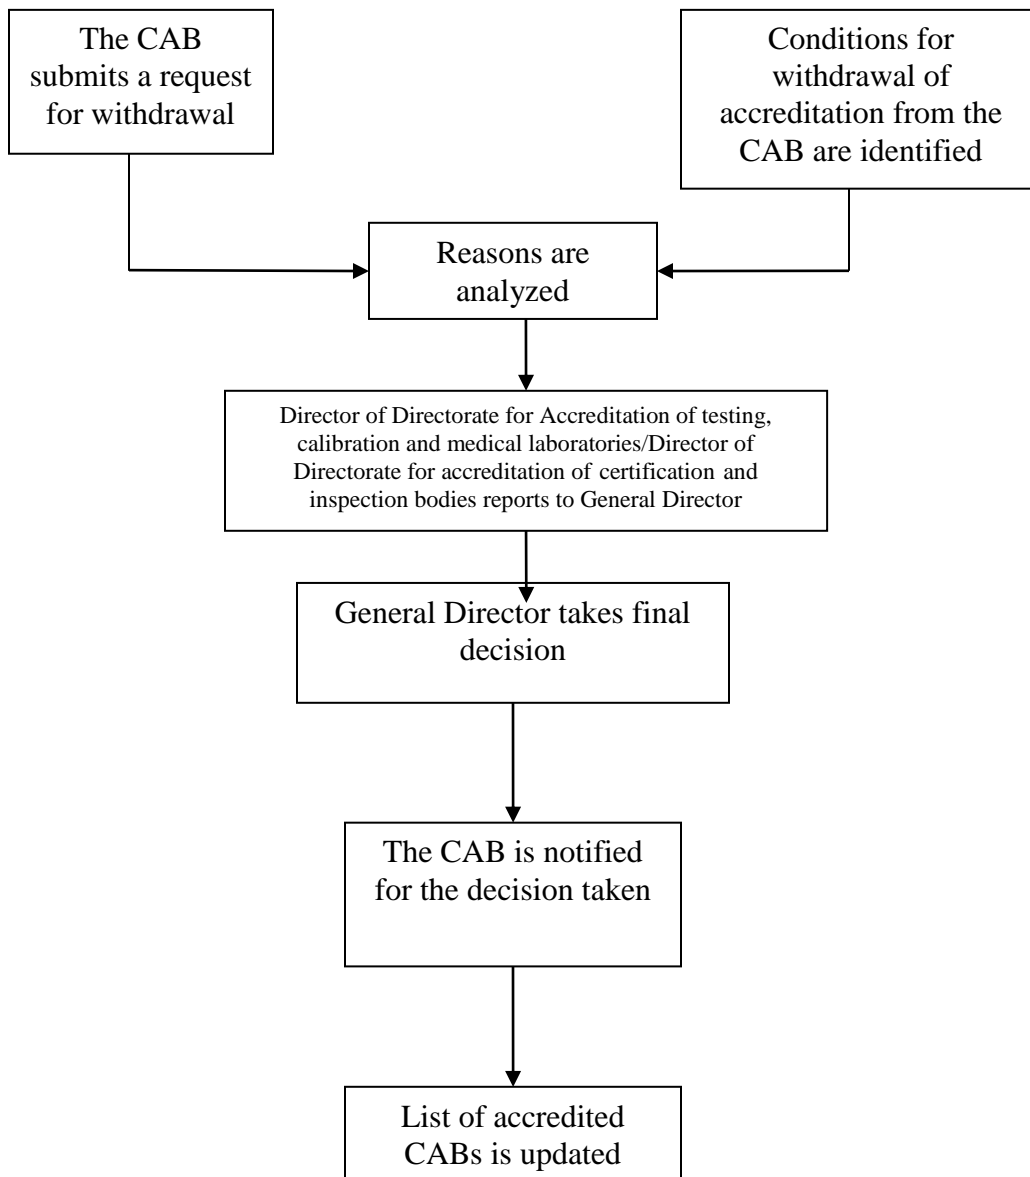 The CAB
submits a request
for withdrawal
Conditions for
withdrawal of
accreditation from the
CAB are identified
Reasons are
analyzed
Director of Directorate for Accreditation of testing,
calibration and medical laboratories/Director of
Directorate for accreditation of certification and
inspection bodies reports to General Director
General Director takes final
decision
The CAB is notified
for the decision taken
List of accredited
CABs is updated